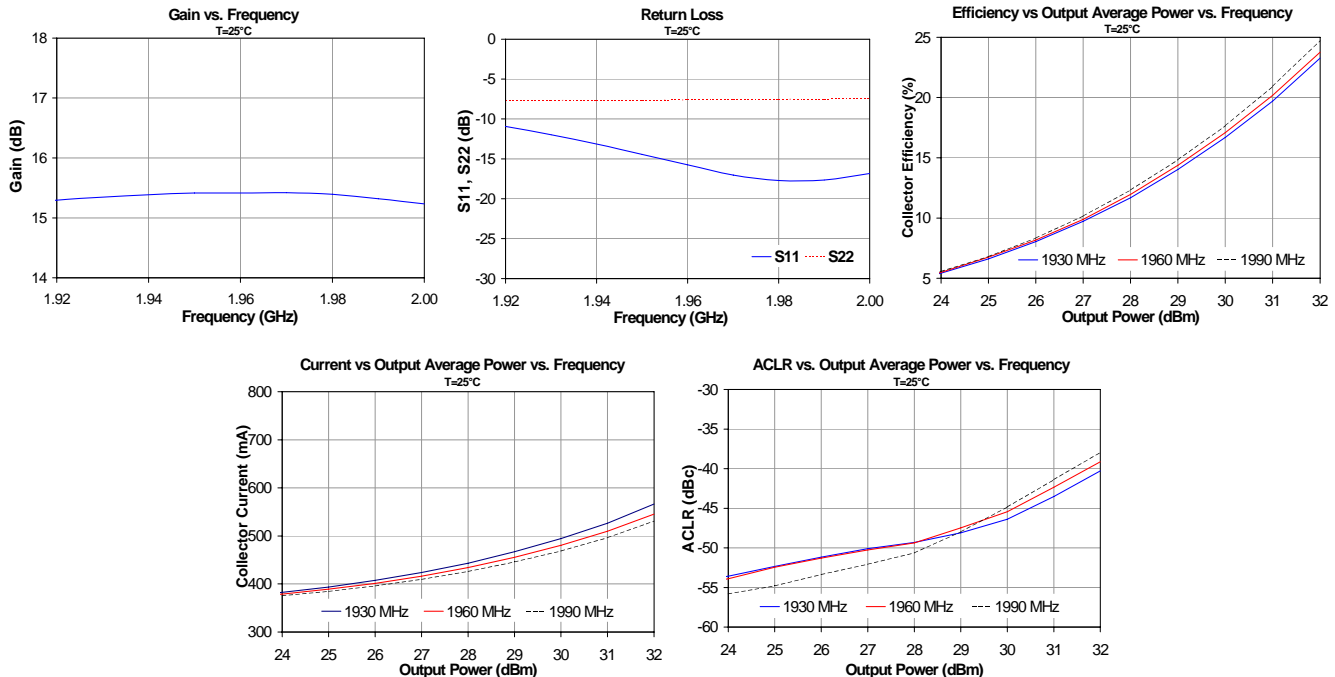 Gain vs. Frequency
T=25°C
18
17
16
15
14
Gain (dB)
1.92 1.94 1.96 1.98 2.00
Frequency (GHz)
Return Loss
T=25°C
0
-5
-10
-15
-20
-25
-30
S11, S22 (dB)
S11 S22
1.92 1.94 1.96 1.98 2.00
Frequency (GHz)
Efficiency vs Output Average Power vs. Frequency
T=25°C
25
20
15
10
5
Collector Efficiency (%)
1930 MHz 1960 MHz 1990 MHz
24 25 26 27 28 29 30 31 32
Output Power (dBm)
Current vs Output Average Power vs. Frequency
T=25°C
800
700
600
500
400
300
Collector Current (mA)
1930 MHz 1960 MHz 1990 MHz
24 25 26 27 28 29 30 31 32
Output Power (dBm)
ACLR vs. Output Average Power vs. Frequency
T=25°C
-30
-35
-40
-45
-50
-55
-60
ACLR (dBc)
1930 MHz 1960 MHz 1990 MHz
24 25 26 27 28 29 30 31 32
Output Power (dBm)